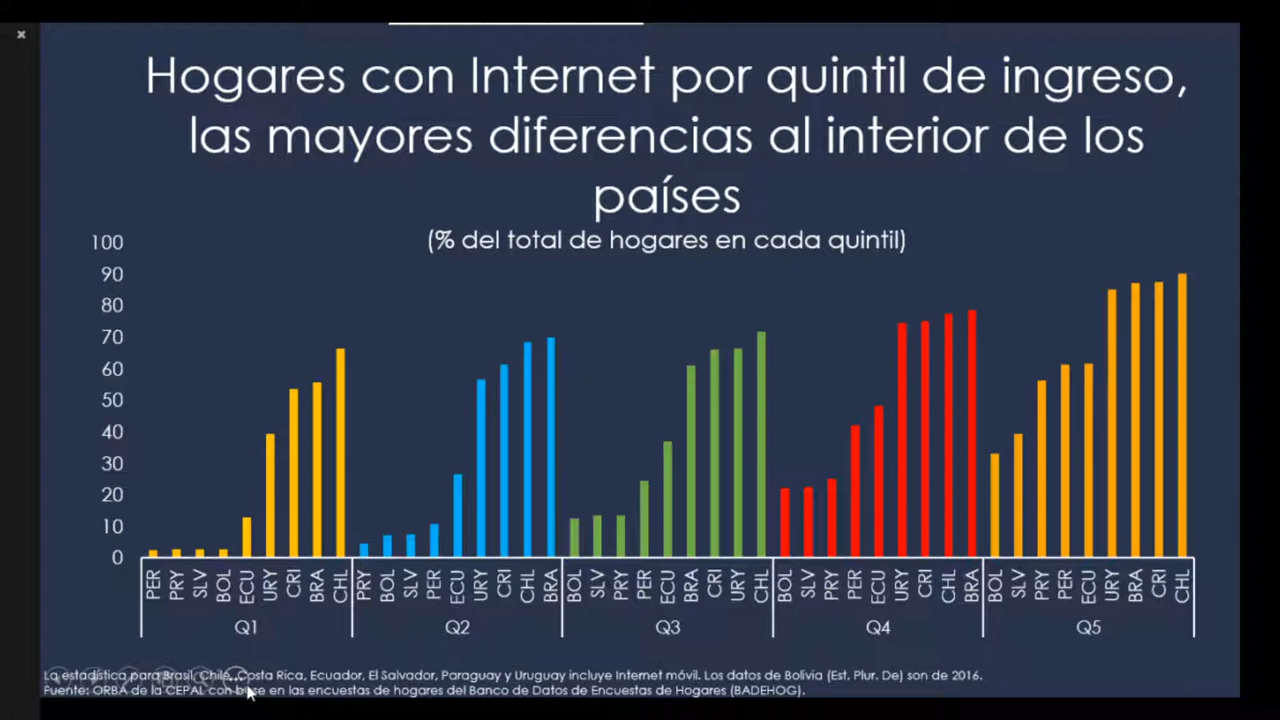 Hogares con Internet por quintil de ingreso,
las mayores diferencias al interior de los
países
(% del total de hogares en cada quintil)
100
90
80
70
60
50
40
30
20
10
0
PER PRY SLV BOL ECU URY CRI BRA CHL PRY BOL SLV PER ECU URY CRI CHL BRA BOL SLV PRY PER ECU BRA CRI URY CHL BOL SLV PRY PER ECU URY CRI CHL BRA BOL SLV PRY PER ECU URY BRA CRI CHL
Q1 Q2 Q3 Q4 Q5
La estadística para Brasil, Chile, Costa Rica, Ecuador, El Salvador, Paraguay y Uruguay incluye Internet móvil. Los datos de Bolivia (Est. Plur. De) son de 2016.
Fuente: ORBA de la CEPAL con base en las encuestas de hogares del Banco de Datos de Encuestas de Hogares (BADEHOG).